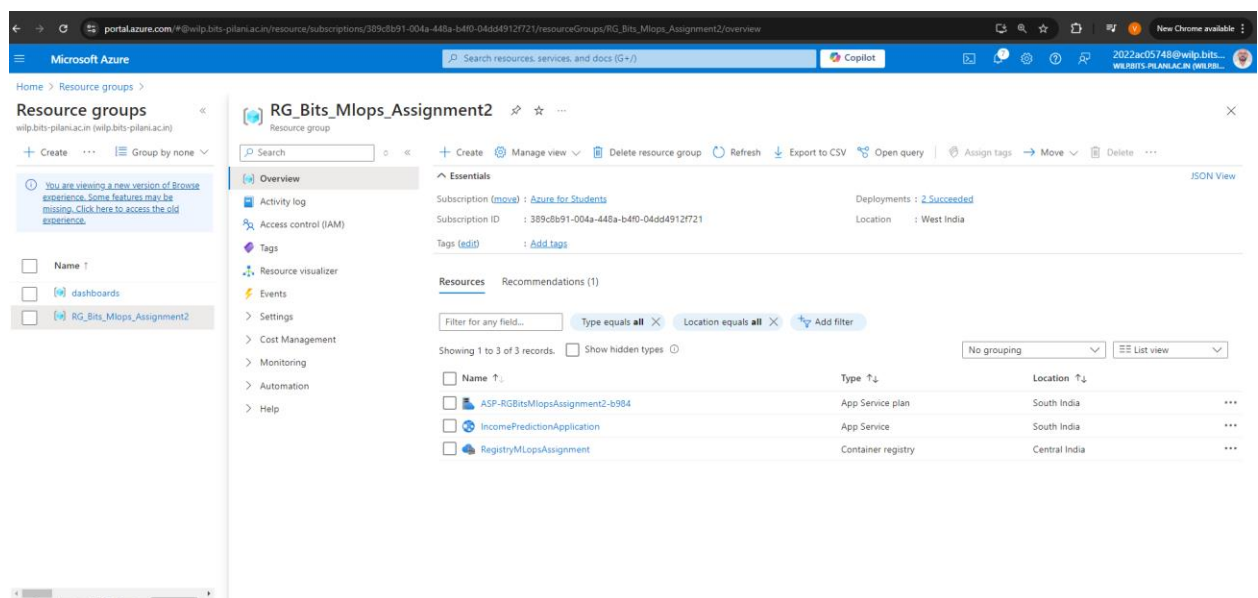 portal.azure.com/#@wilp.bits-pilani.ac.in/resource/subscriptions/389c8b91-004a-448a-b4f0-04dd4912f721/resourceGroups/RG_Bits_Mlops_Assignment2/overview
New Chrome available
Microsoft Azure
Search resources, services, and docs (G+/)
Copilot
2022ac05748@wilp.bits...
WILP.BITS-PILANI.AC.IN (WILP.BI...
Home > Resource groups >
Resource groups
wilp.bits-pilani.ac.in (wilp.bits-pilani.ac.in)
+ Create ... Group by none
You are viewing a new version of Browse
experience. Some features may be
missing. Click here to access the old
experience.
Name ↑
dashboards
RG_Bits_Mlops_Assignment2
RG_Bits_Mlops_Assignment2 ...
Resource group
Search
Overview
Activity log
Access control (IAM)
Tags
Resource visualizer
Events
> Settings
> Cost Management
> Monitoring
> Automation
> Help
+ Create Manage view Delete resource group Refresh Export to CSV Open query Assign tags Move Delete ...
Essentials JSON View
Subscription (move) : Azure for Students Deployments : 2 Succeeded
Subscription ID : 389c8b91-004a-448a-b4f0-04dd4912f721 Location : West India
Tags (edit) : Add tags
Resources Recommendations (1)
Filter for any field... Type equals all Location equals all Add filter
Showing 1 to 3 of 3 records. Show hidden types No grouping List view
Name ↑↓ Type ↑↓ Location ↑↓
ASP-RGBitsMlopsAssignment2-b984 App Service plan South India ...
IncomePredictionApplication App Service South India ...
RegistryMLopsAssignment Container registry Central India ...